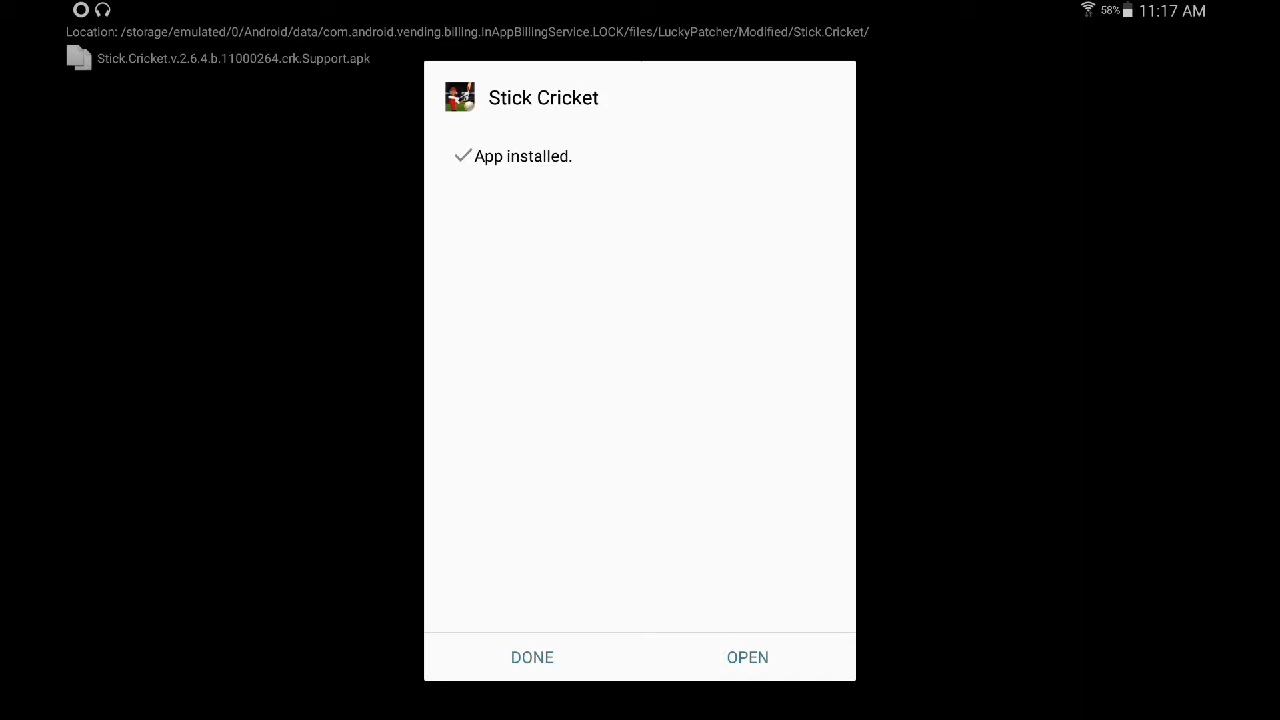 58% 11:17 AM
Location: /storage/emulated/0/Android/data/com.android.vending.billing.InAppBillingService.LOCK/files/LuckyPatcher/Modified/Stick.Cricket/
Stick.Cricket.v.2.6.4.b.11000264.crk.Support.apk
Stick Cricket
App installed.
DONE OPEN